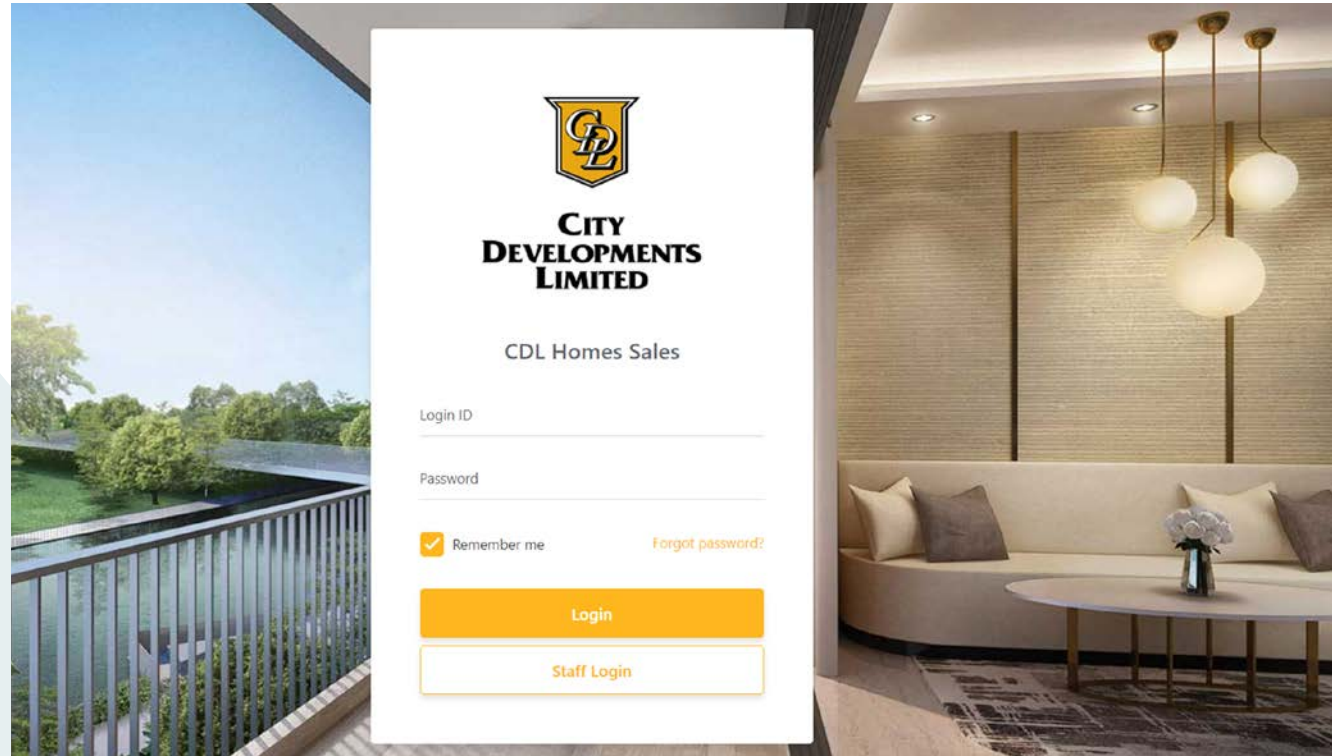 CDL
CITY
DEVELOPMENTS
LIMITED
CDL Homes Sales
Login ID
Password
Remember me
Forgot password?
Login
Staff Login